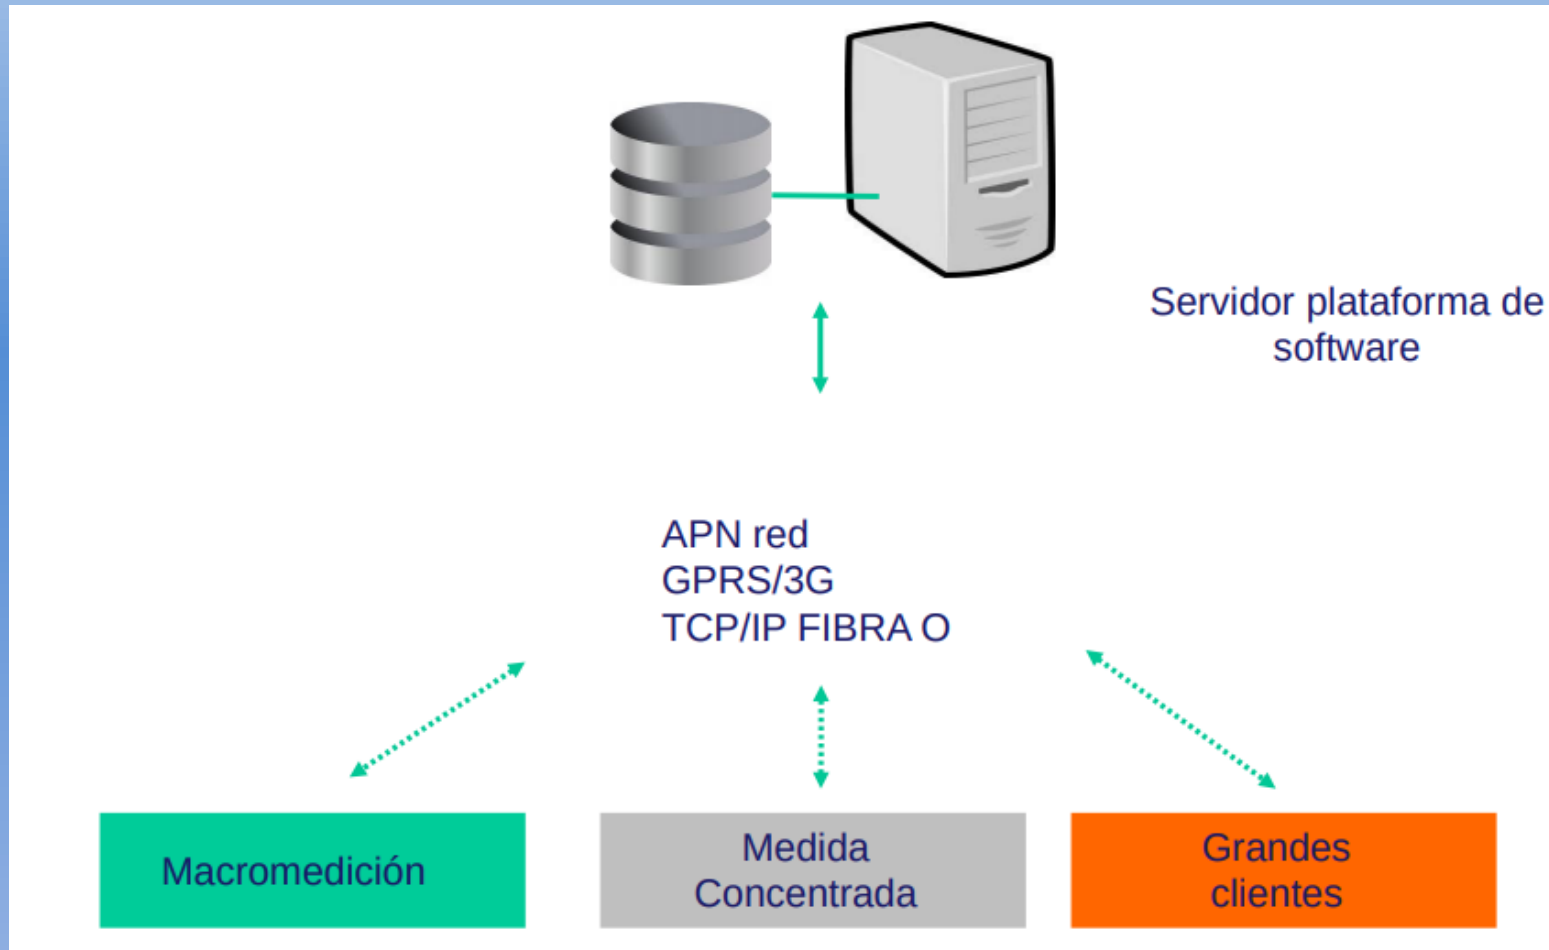 Servidor plataforma de
software
APN red
GPRS/3G
TCP/IP FIBRA O
Macromedición
Medida
Concentrada
Grandes
clientes